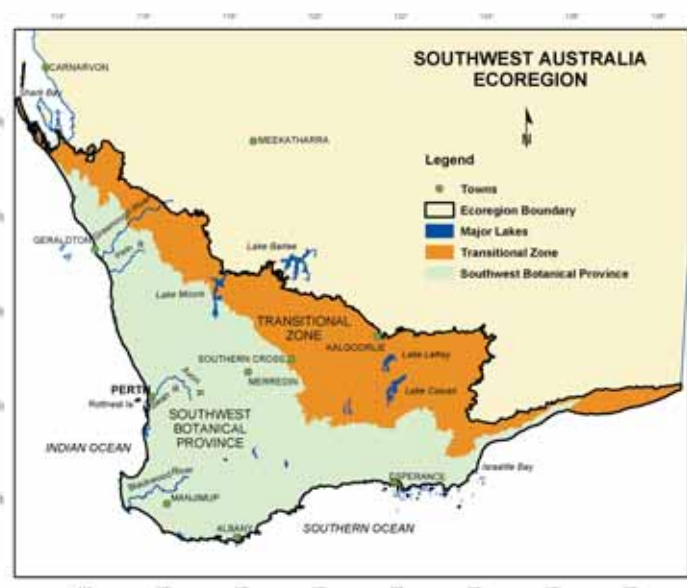 SOUTHWEST AUSTRALIA
ECOREGION
N
Legend
Towns
Ecoregion Boundary
Major Lakes
Transitional Zone
Southwest Botanical Province
CARNARVON
Shark Bay
MEEKATHARRA
GERALDTON
Lake Barlee
Lake Moore
TRANSITIONAL
ZONE
KALGOORLIE
Lake Lefroy
SOUTHERN CROSS
MERREDIN
Lake Cowan
PERTH
Rottnest Is
SOUTHWEST
BOTANICAL
PROVINCE
INDIAN OCEAN
Blackwood River
MANJIMUP
ESPERANCE
Israelite Bay
ALBANY
SOUTHERN OCEAN